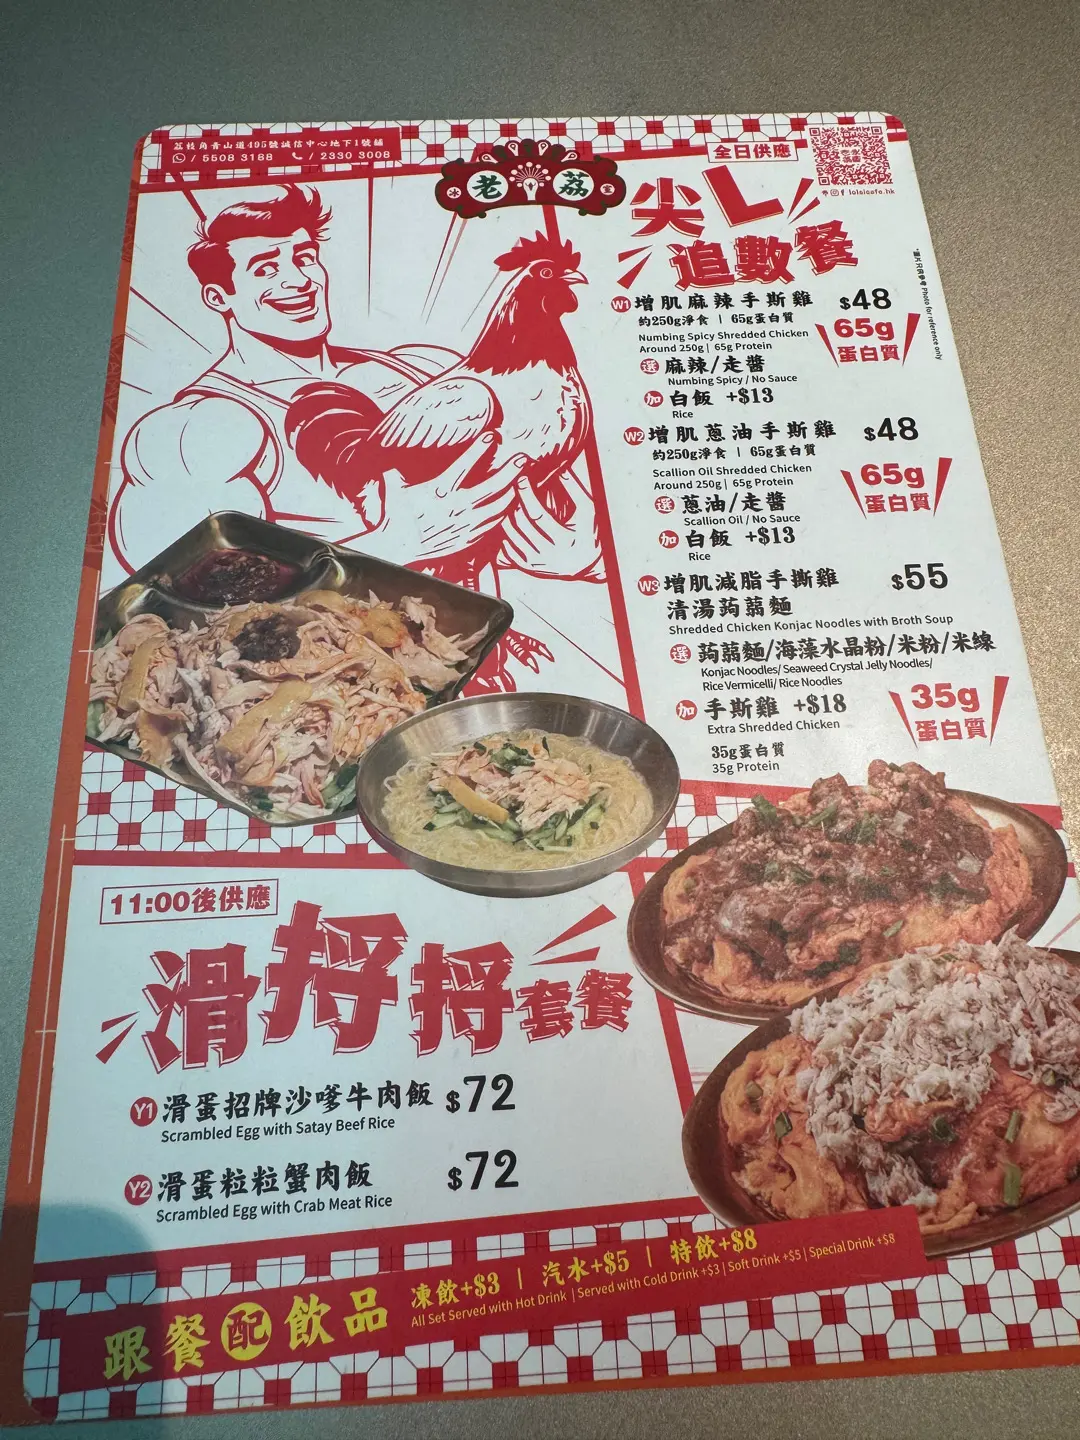 荔枝角青山道495號誠信中心地下1號鋪
/ 5508 3188 / 2330 3008
冰 老 荔 室
全日供應
lolaicafe.hk
尖L
追數餐
*圖片只供參考 Photo for reference only
W1 增肌麻辣手斯雞 $48
約250g淨食 | 65g蛋白質
Numbing Spicy Shredded Chicken
Around 250g | 65g Protein
65g
蛋白質
選 麻辣/走醬
Numbing Spicy / No Sauce
加 白飯 +$13
Rice
W2 增肌蔥油手斯雞 $48
約250g淨食 | 65g蛋白質
Scallion Oil Shredded Chicken
Around 250g | 65g Protein
65g
蛋白質
選 蔥油/走醬
Scallion Oil / No Sauce
加 白飯 +$13
Rice
W3 增肌減脂手撕雞 $55
清湯蒟蒻麵
Shredded Chicken Konjac Noodles with Broth Soup
選 蒟蒻麵/海藻水晶粉/米粉/米線
Konjac Noodles/ Seaweed Crystal Jelly Noodles/
Rice Vermicelli/ Rice Noodles
加 手斯雞 +$18
Extra Shredded Chicken
35g蛋白質
35g Protein
35g
蛋白質
11:00後供應
滑捋捋套餐
Y1 滑蛋招牌沙嗲牛肉飯 $72
Scrambled Egg with Satay Beef Rice
Y2 滑蛋粒粒蟹肉飯 $72
Scrambled Egg with Crab Meat Rice
跟餐配飲品
凍飲+$3 | 汽水+$5 | 特飲+$8
All Set Served with Hot Drink | Served with Cold Drink +$3 | Soft Drink +$5 | Special Drink +$8